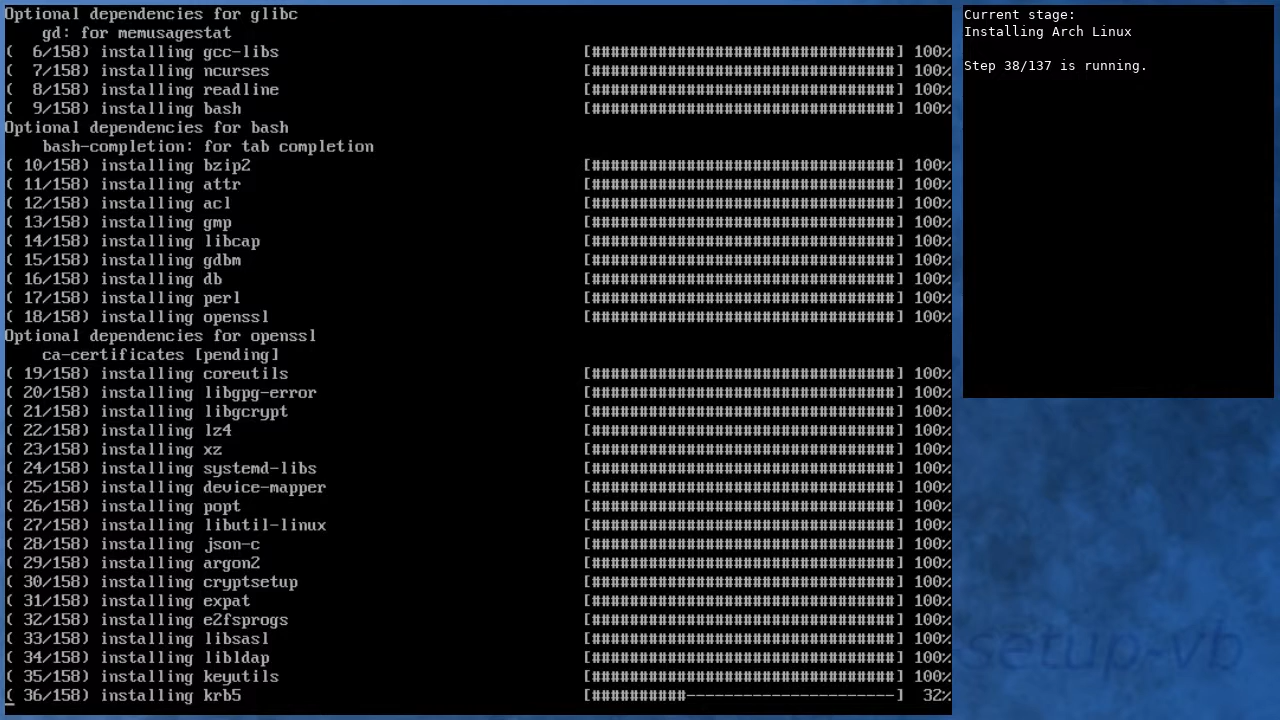 Optional dependencies for glibc
    gd: for memusagestat
(  6/158) installing gcc-libs                                [################################] 100%
(  7/158) installing ncurses                                 [################################] 100%
(  8/158) installing readline                                [################################] 100%
(  9/158) installing bash                                    [################################] 100%
Optional dependencies for bash
    bash-completion: for tab completion
( 10/158) installing bzip2                                   [################################] 100%
( 11/158) installing attr                                    [################################] 100%
( 12/158) installing acl                                     [################################] 100%
( 13/158) installing gmp                                     [################################] 100%
( 14/158) installing libcap                                  [################################] 100%
( 15/158) installing gdbm                                    [################################] 100%
( 16/158) installing db                                      [################################] 100%
( 17/158) installing perl                                    [################################] 100%
( 18/158) installing openssl                                 [################################] 100%
Optional dependencies for openssl
    ca-certificates [pending]
( 19/158) installing coreutils                               [################################] 100%
( 20/158) installing libgpg-error                            [################################] 100%
( 21/158) installing libgcrypt                               [################################] 100%
( 22/158) installing lz4                                     [################################] 100%
( 23/158) installing xz                                      [################################] 100%
( 24/158) installing systemd-libs                            [################################] 100%
( 25/158) installing device-mapper                           [################################] 100%
( 26/158) installing popt                                    [################################] 100%
( 27/158) installing libutil-linux                           [################################] 100%
( 28/158) installing json-c                                  [################################] 100%
( 29/158) installing argon2                                  [################################] 100%
( 30/158) installing cryptsetup                              [################################] 100%
( 31/158) installing expat                                   [################################] 100%
( 32/158) installing e2fsprogs                               [################################] 100%
( 33/158) installing libsasl                                 [################################] 100%
( 34/158) installing libldap                                 [################################] 100%
( 35/158) installing keyutils                                [################################] 100%
( 36/158) installing krb5                                    [##########----------------------]  32%
Current stage:
Installing Arch Linux
Step 38/137 is running.
setup-vb